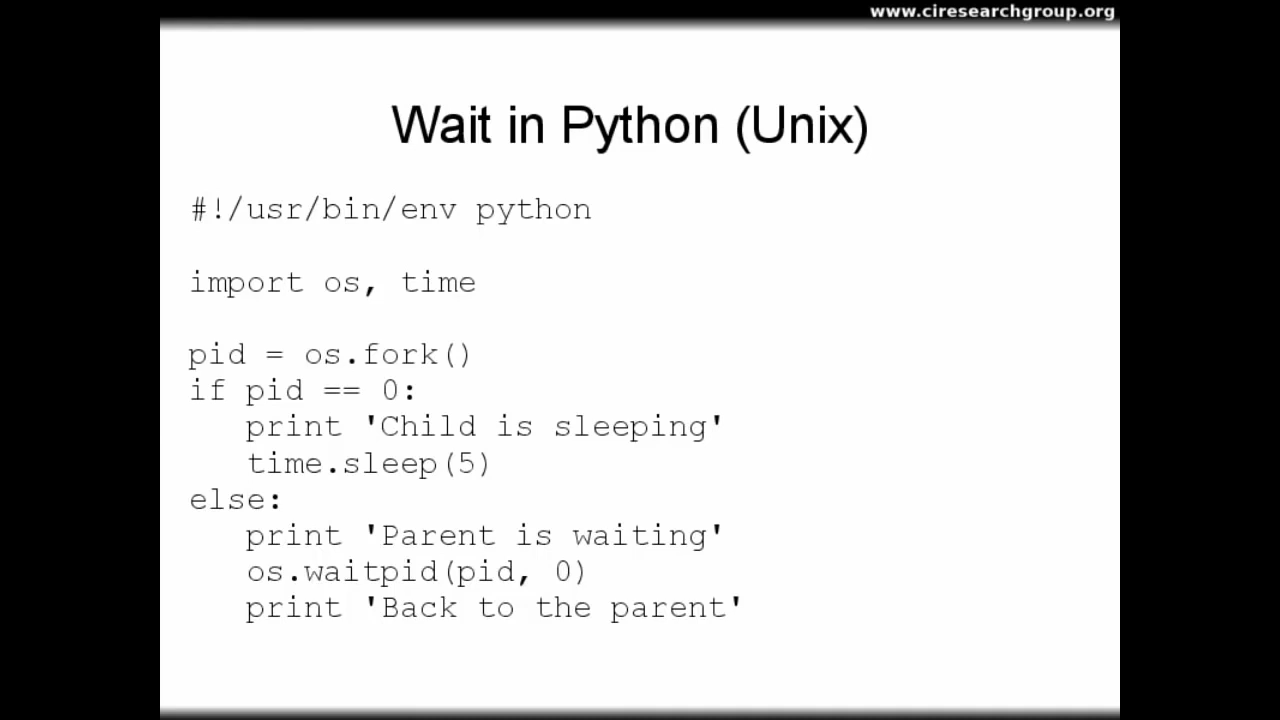 www.ciresearchgroup.org
Wait in Python (Unix)
#!/usr/bin/env python
import os, time
pid = os.fork()
if pid == 0:
   print 'Child is sleeping'
   time.sleep(5)
else:
   print 'Parent is waiting'
   os.waitpid(pid, 0)
   print 'Back to the parent'